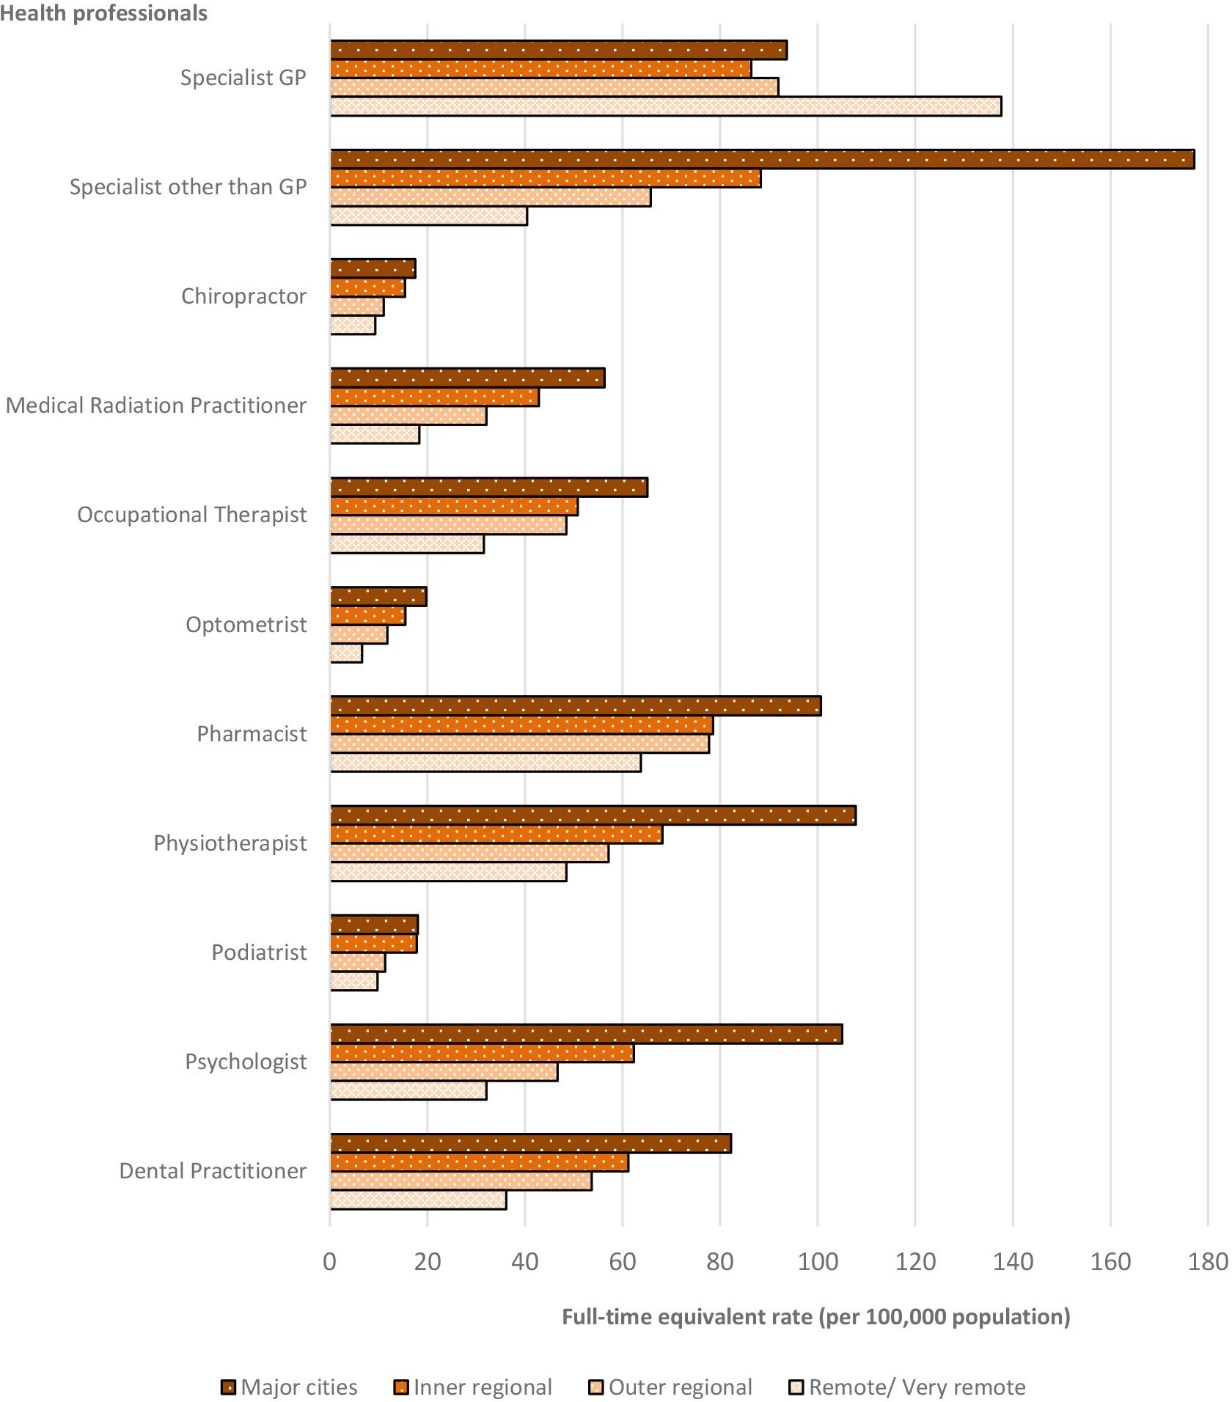 Health professionals
Specialist GP
Specialist other than GP
Chiropractor
Medical Radiation Practitioner
Occupational Therapist
Optometrist
Pharmacist
Physiotherapist
Podiatrist
Psychologist
Dental Practitioner
0 20 40 60 80 100 120 140 160 180
Full-time equivalent rate (per 100,000 population)
Major cities Inner regional Outer regional Remote/ Very remote